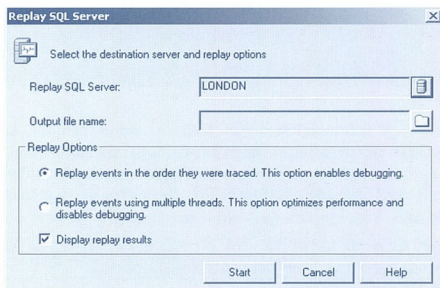 Replay SQL Server
Select the destination server and replay options
Replay SQL Server:
LONDON
Output file name:
Replay Options
Replay events in the order they were traced. This option enables debugging.
Replay events using multiple threads. This option optimizes performance and
disables debugging.
Display replay results
Start
Cancel
Help